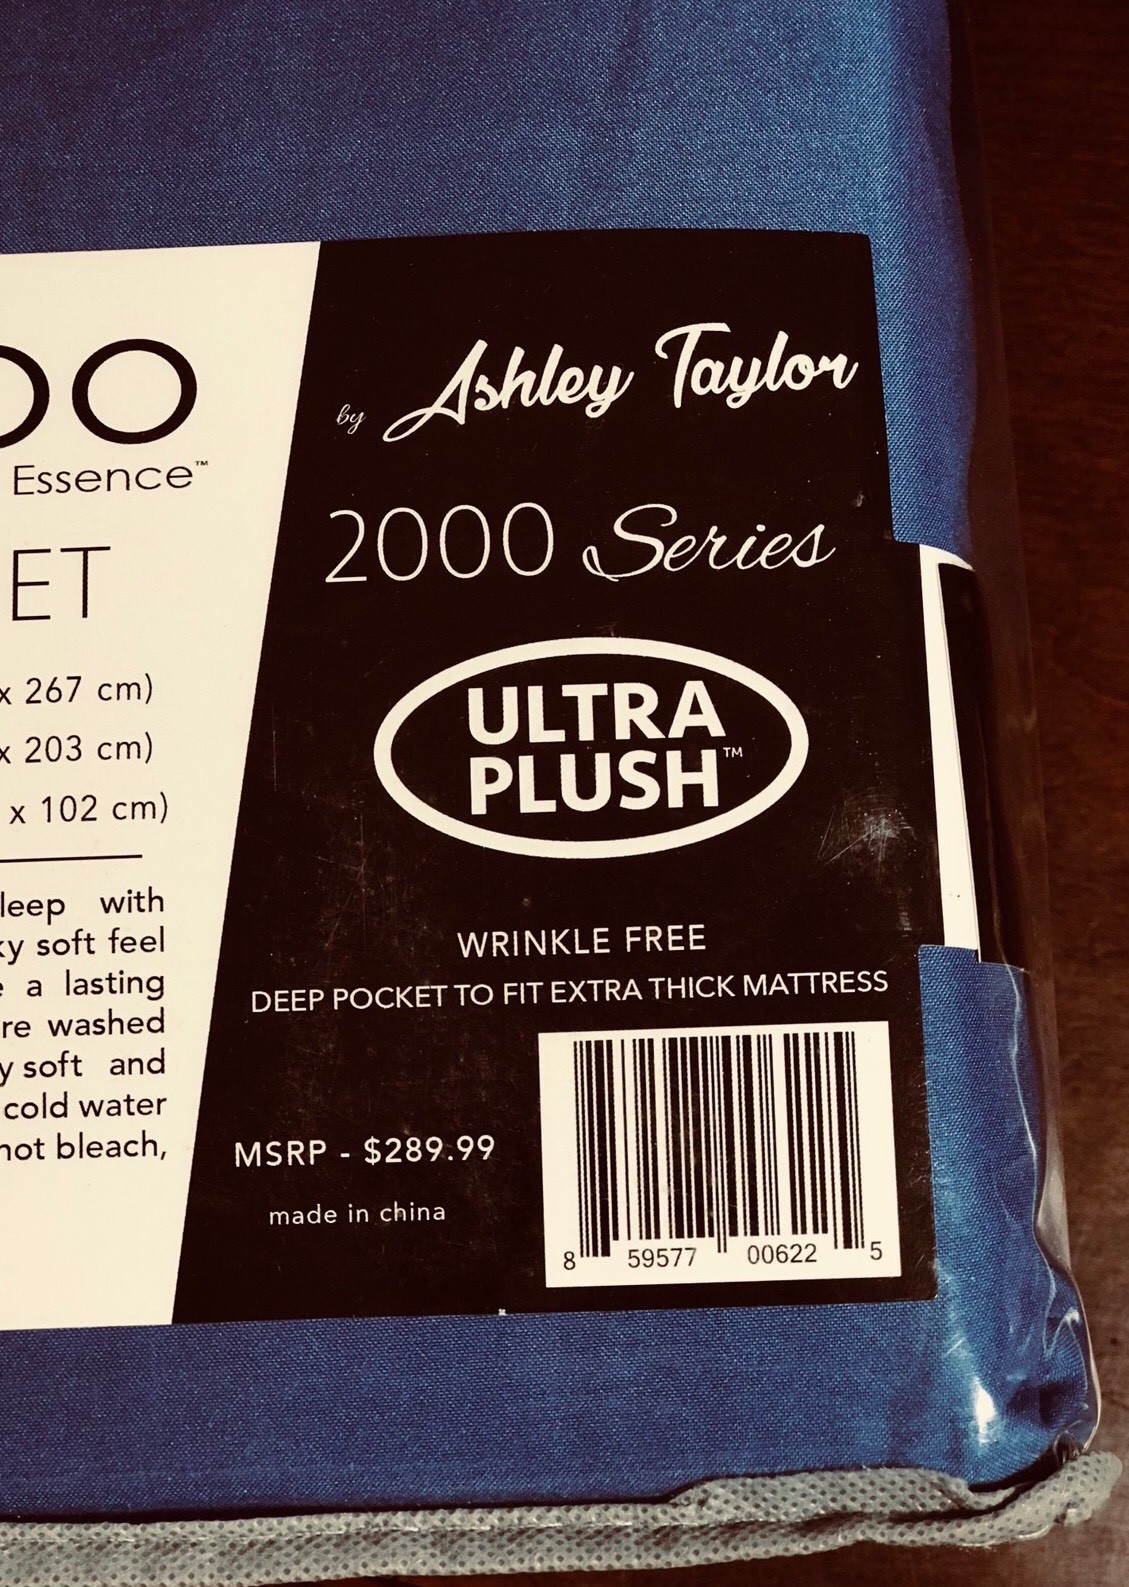 by Ashley Taylor
2000 Series
ULTRA
PLUSH™
WRINKLE FREE
DEEP POCKET TO FIT EXTRA THICK MATTRESS
MSRP - $289.99
made in china
8 59577 00622 5
OO
Essence™
ET
x 267 cm)
x 203 cm)
x 102 cm)
leep with
ky soft feel
e a lasting
re washed
y soft and
cold water
not bleach,